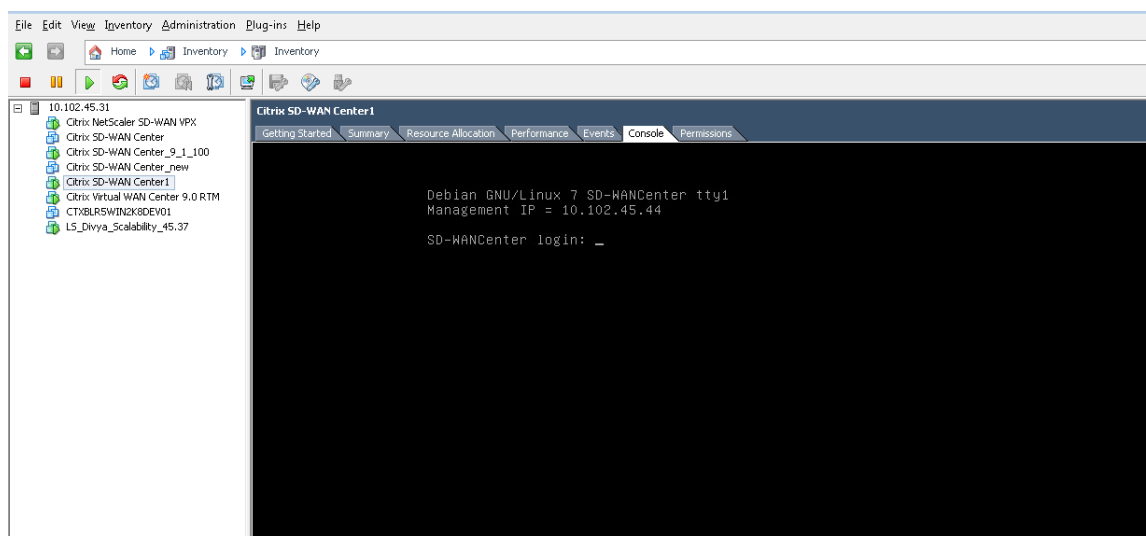 File Edit View Inventory Administration Plug-ins Help
Home Inventory Inventory
10.102.45.31
Citrix NetScaler SD-WAN VPX
Citrix SD-WAN Center
Citrix SD-WAN Center_9_1_100
Citrix SD-WAN Center_new
Citrix SD-WAN Center1
Citrix Virtual WAN Center 9.0 RTM
CTXBLR5WIN2K8DEV01
LS_Divya_Scalability_45.37
Citrix SD-WAN Center1
Getting Started Summary Resource Allocation Performance Events Console Permissions
Debian GNU/Linux 7 SD-WANCenter tty1
Management IP = 10.102.45.44
SD-WANCenter login: _